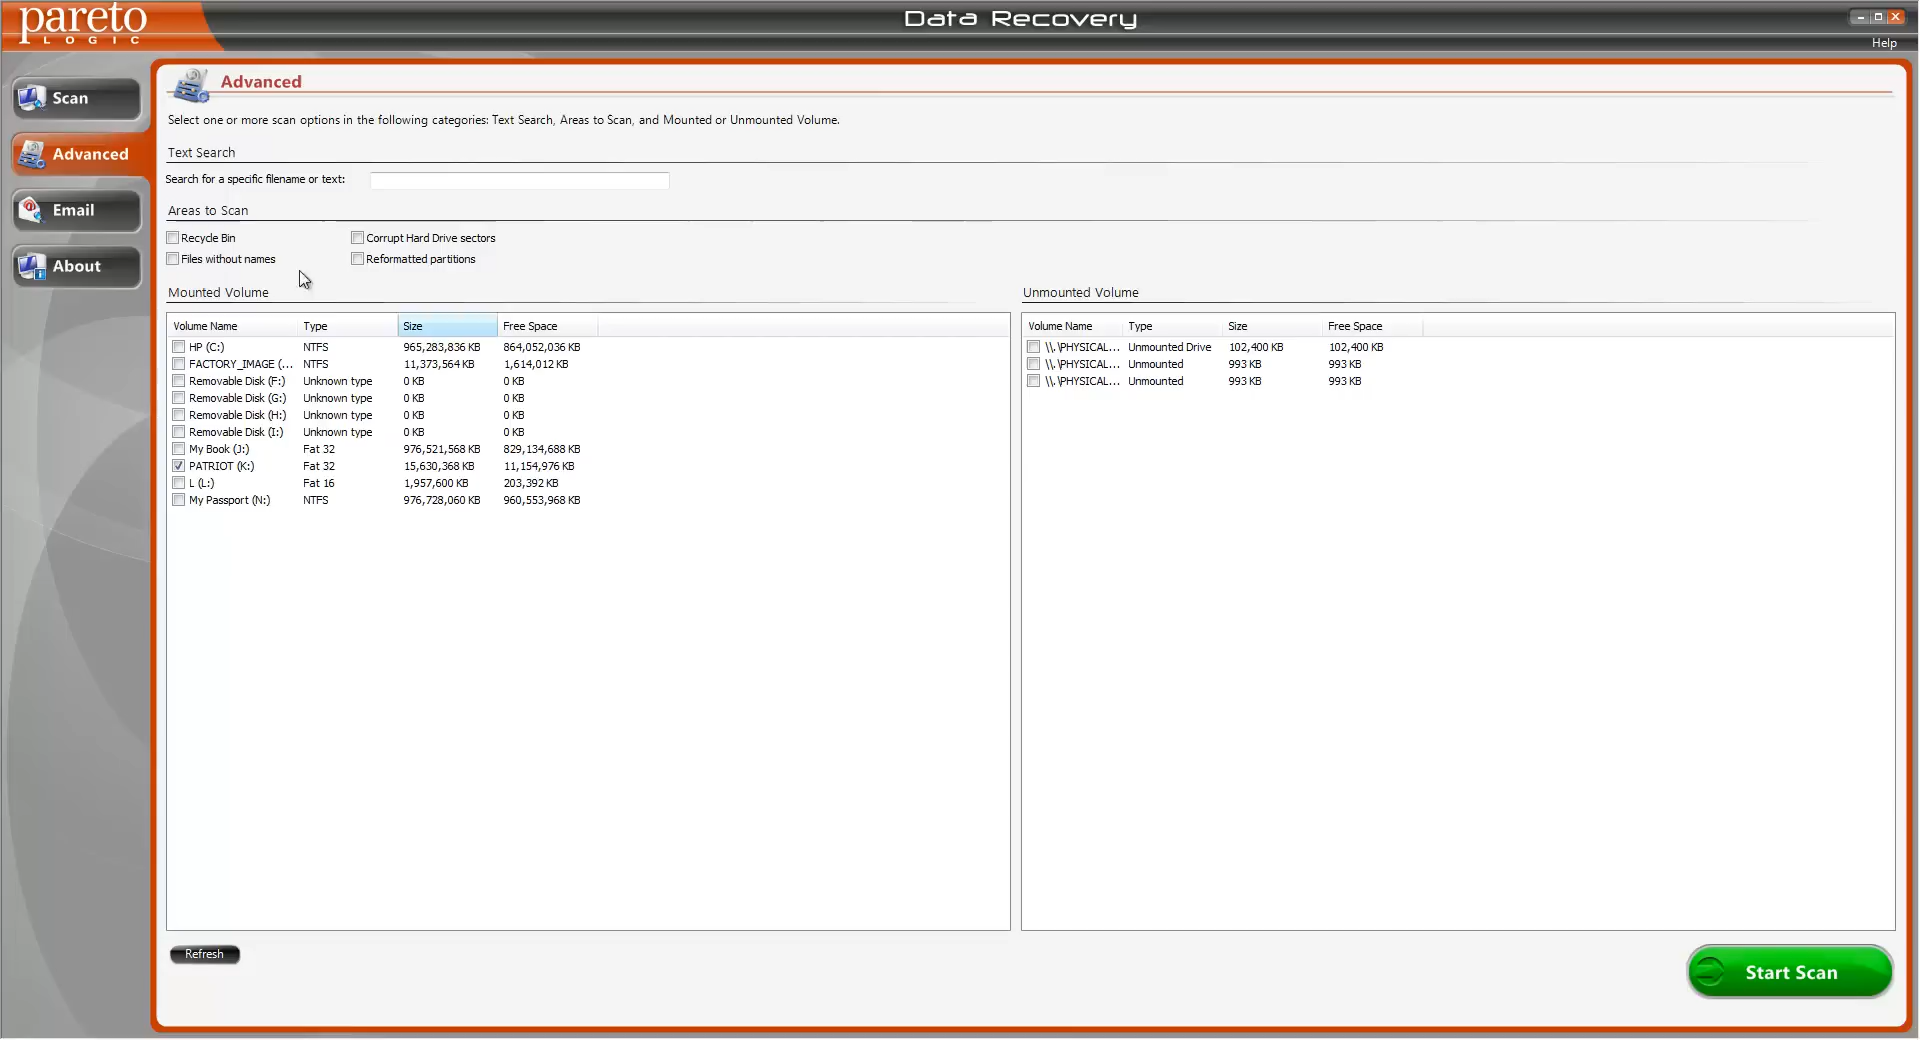 pareto
LOGIC
Data Recovery
Help
Scan
Advanced
Email
About
Advanced
Select one or more scan options in the following categories: Text Search, Areas to Scan, and Mounted or Unmounted Volume.
Text Search
Search for a specific filename or text:
Areas to Scan
Recycle Bin Corrupt Hard Drive sectors
Files without names Reformatted partitions
Mounted Volume
Volume Name Type Size Free Space
HP (C:) NTFS 965,283,836 KB 864,052,036 KB
FACTORY_IMAGE (... NTFS 11,373,564 KB 1,614,012 KB
Removable Disk (F:) Unknown type 0 KB 0 KB
Removable Disk (G:) Unknown type 0 KB 0 KB
Removable Disk (H:) Unknown type 0 KB 0 KB
Removable Disk (I:) Unknown type 0 KB 0 KB
My Book (J:) Fat 32 976,521,568 KB 829,134,688 KB
PATRIOT (K:) Fat 32 15,630,368 KB 11,154,976 KB
L (L:) Fat 16 1,957,600 KB 203,392 KB
My Passport (N:) NTFS 976,728,060 KB 960,553,968 KB
Unmounted Volume
Volume Name Type Size Free Space
\\.\PHYSICAL... Unmounted Drive 102,400 KB 102,400 KB
\\.\PHYSICAL... Unmounted 993 KB 993 KB
\\.\PHYSICAL... Unmounted 993 KB 993 KB
Refresh
Start Scan